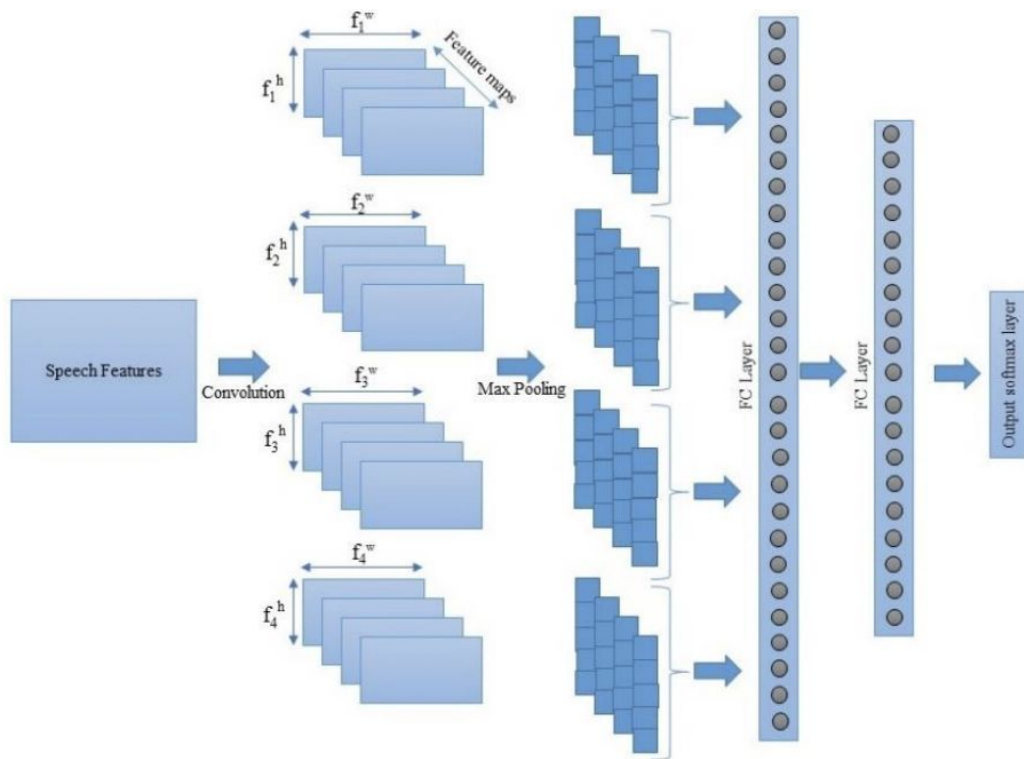 f₁ʷ
f₁ʰ
Feature maps
f₂ʷ
f₂ʰ
Speech Features
Convolution
f₃ʷ
f₃ʰ
Max Pooling
f₄ʷ
f₄ʰ
FC Layer
FC Layer
Output softmax layer